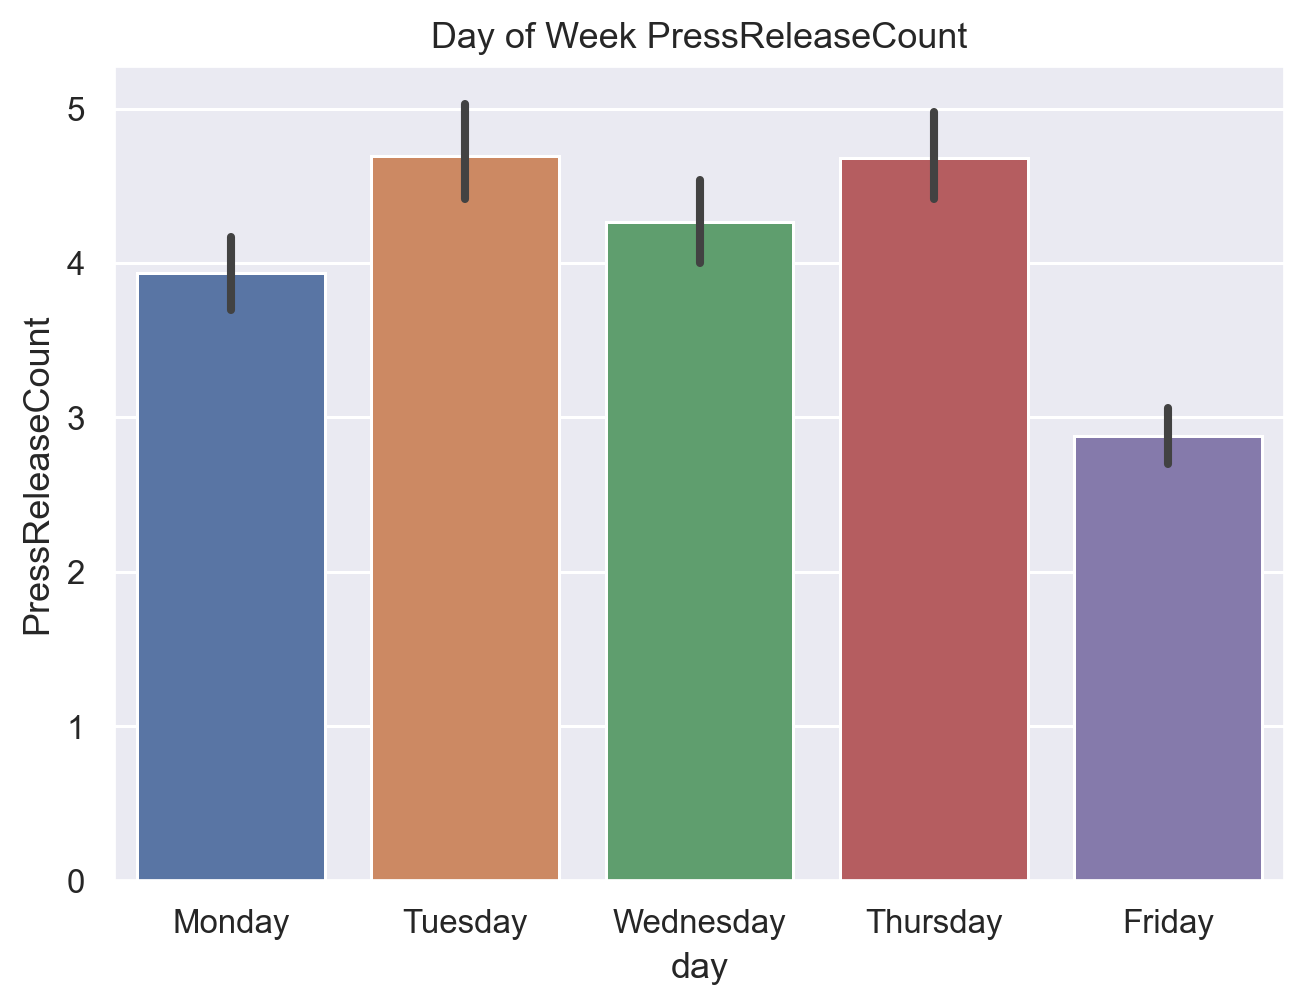 Day of Week PressReleaseCount
5
4
3
2
1
0
PressReleaseCount
Monday
Tuesday
Wednesday
Thursday
Friday
day